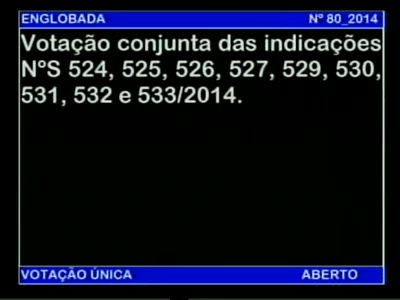 ENGLOBADA Nº 80_2014
Votação conjunta das indicações
NºS 524, 525, 526, 527, 529, 530,
531, 532 e 533/2014.
VOTAÇÃO ÚNICA ABERTO